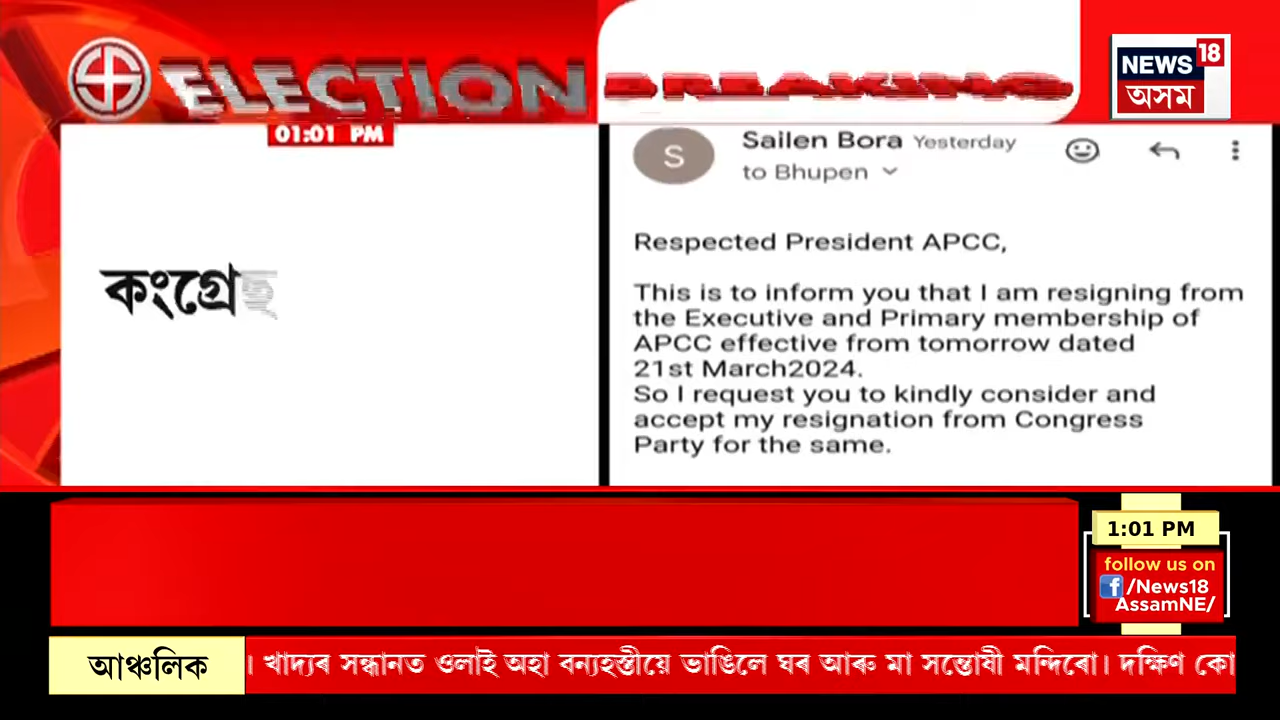 ELECTION BREAKING
NEWS 18
অসম
01:01 PM
কংগ্ৰেছ
S
Sailen Bora Yesterday
to Bhupen
Respected President APCC,
This is to inform you that I am resigning from
the Executive and Primary membership of
APCC effective from tomorrow dated
21st March2024.
So I request you to kindly consider and
accept my resignation from Congress
Party for the same.
1:01 PM
follow us on
f/News18
AssamNE/
আঞ্চলিক
। খাদ্যৰ সন্ধানত ওলাই অহা বন্যহস্তীয়ে ভাঙিলে ঘৰ আৰু মা সন্তোষী মন্দিৰো। দক্ষিণ কো